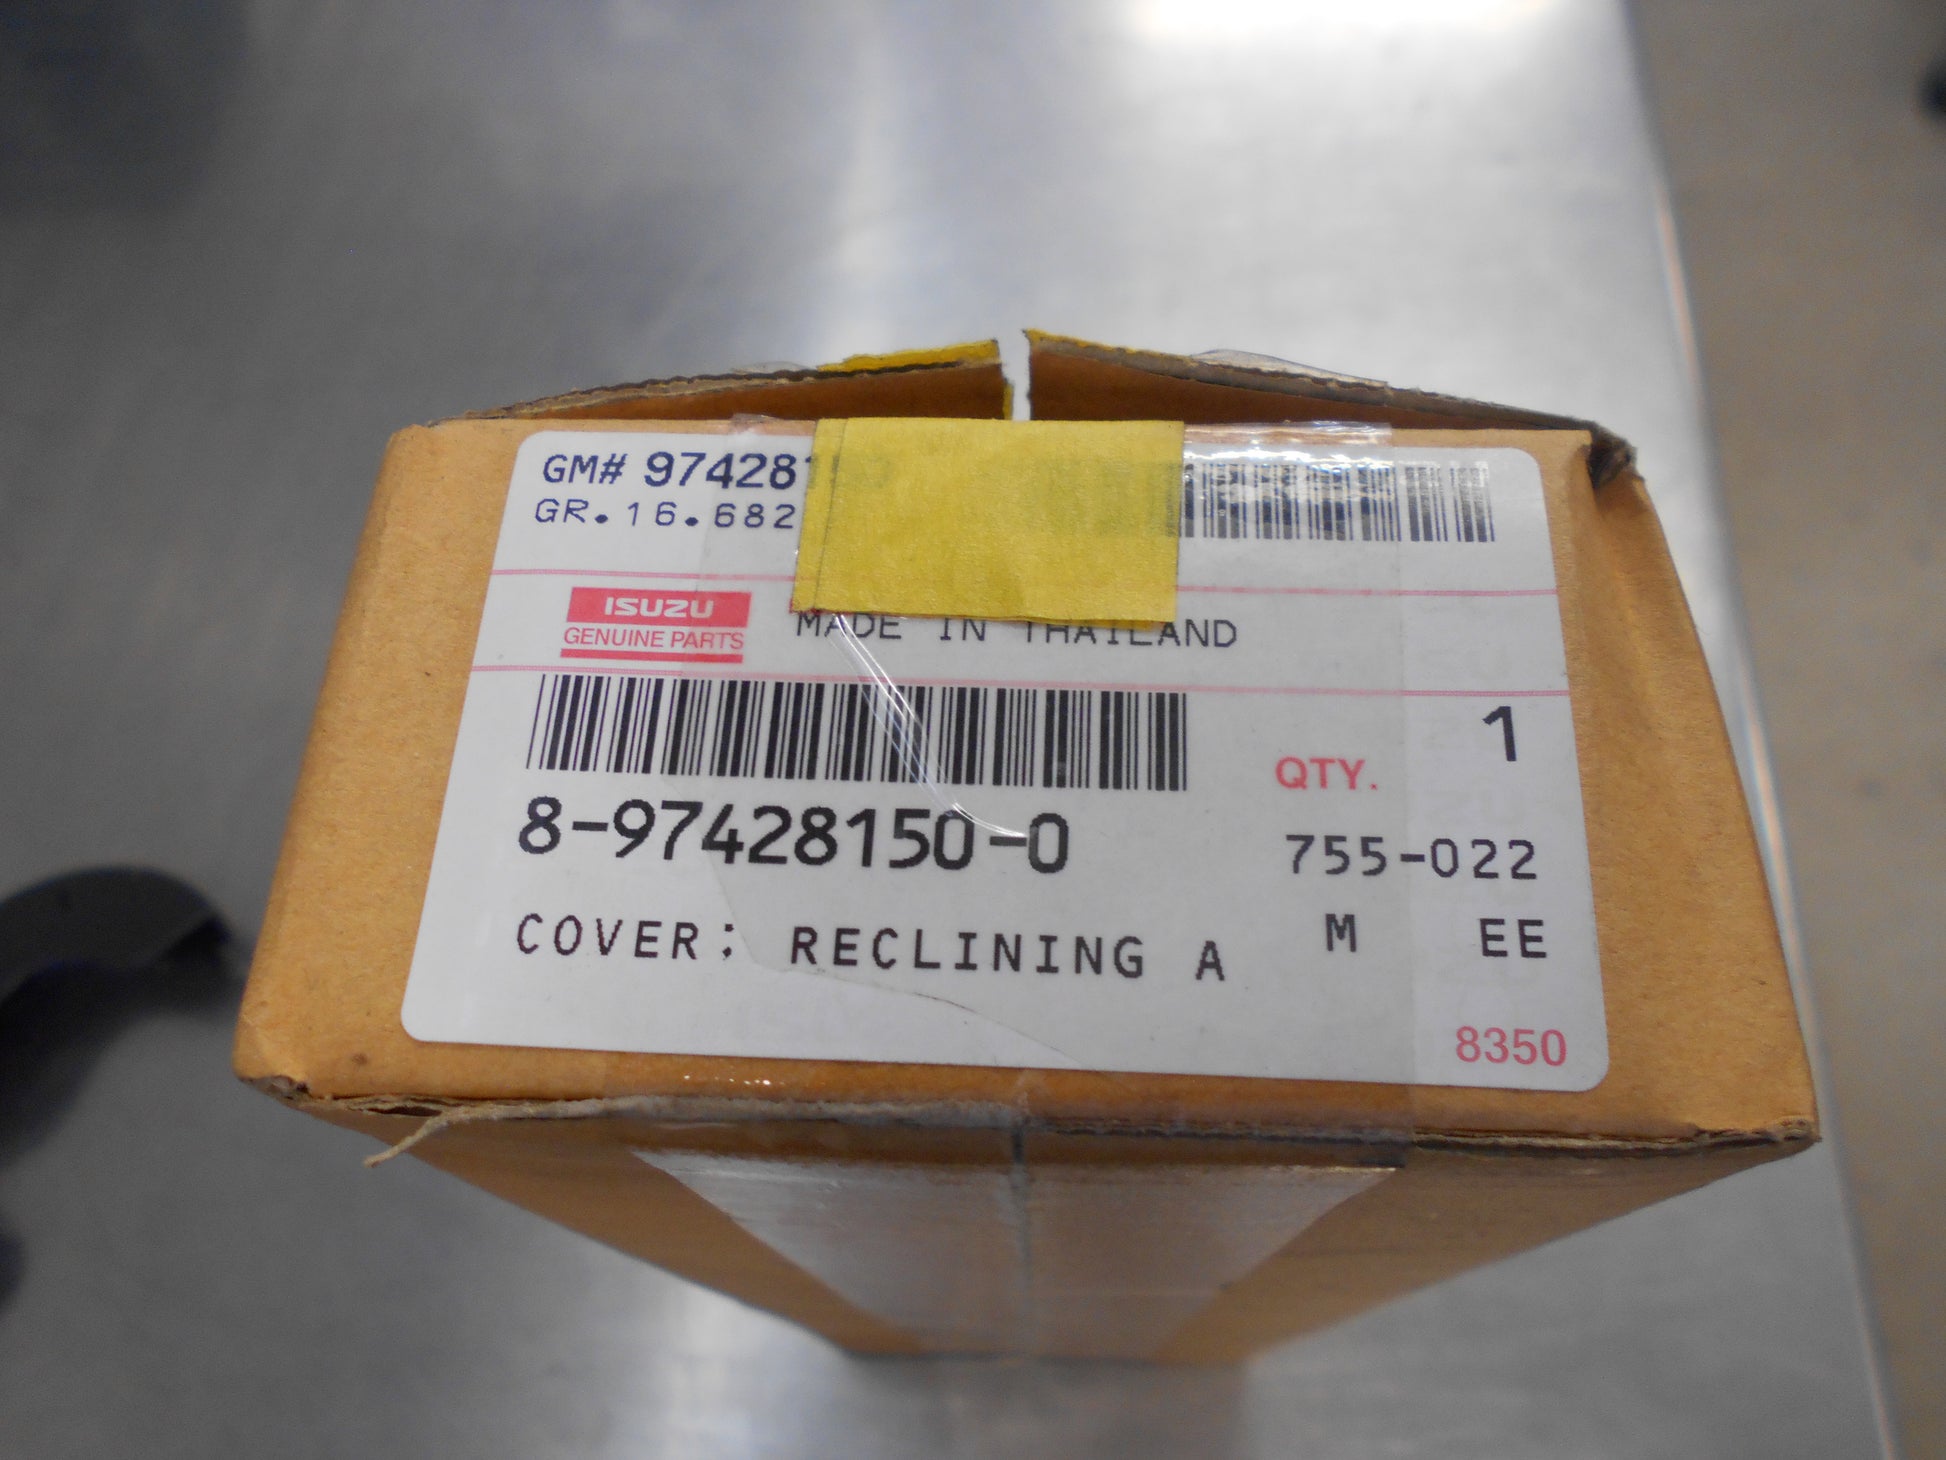 GM# 97428
GR.16.682
ISUZU
GENUINE PARTS
MADE IN THAILAND
QTY. 1
8-97428150-0
755-022
COVER; RECLINING A
M EE
8350